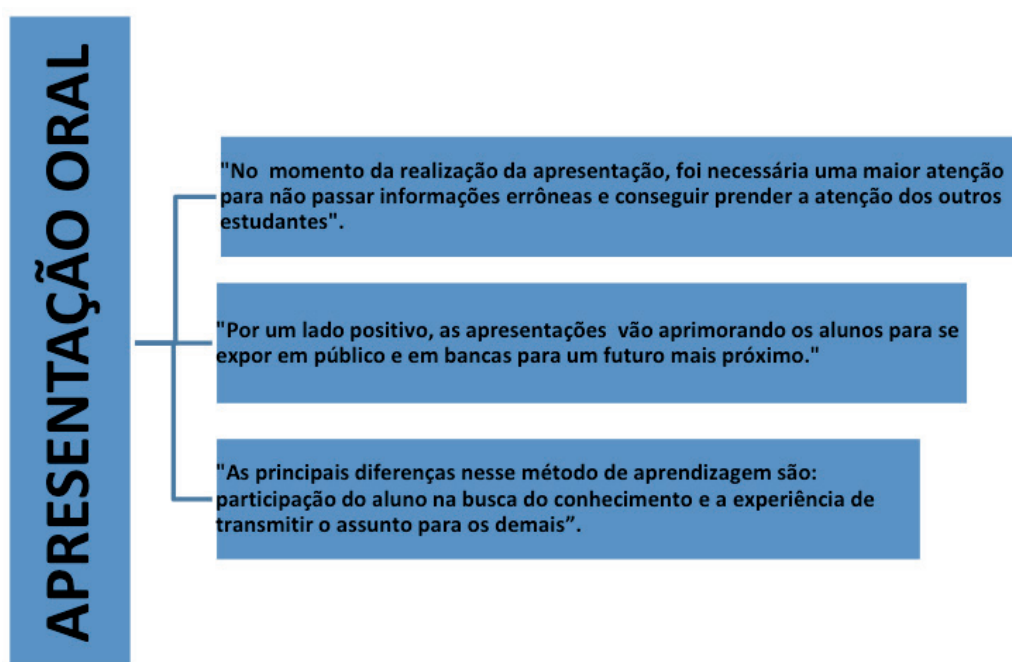 APRESENTAÇÃO ORAL
"No momento da realização da apresentação, foi necessária uma maior atenção
para não passar informações errôneas e conseguir prender a atenção dos outros
estudantes".
"Por um lado positivo, as apresentações vão aprimorando os alunos para se
expor em público e em bancas para um futuro mais próximo."
"As principais diferenças nesse método de aprendizagem são:
participação do aluno na busca do conhecimento e a experiência de
transmitir o assunto para os demais”.